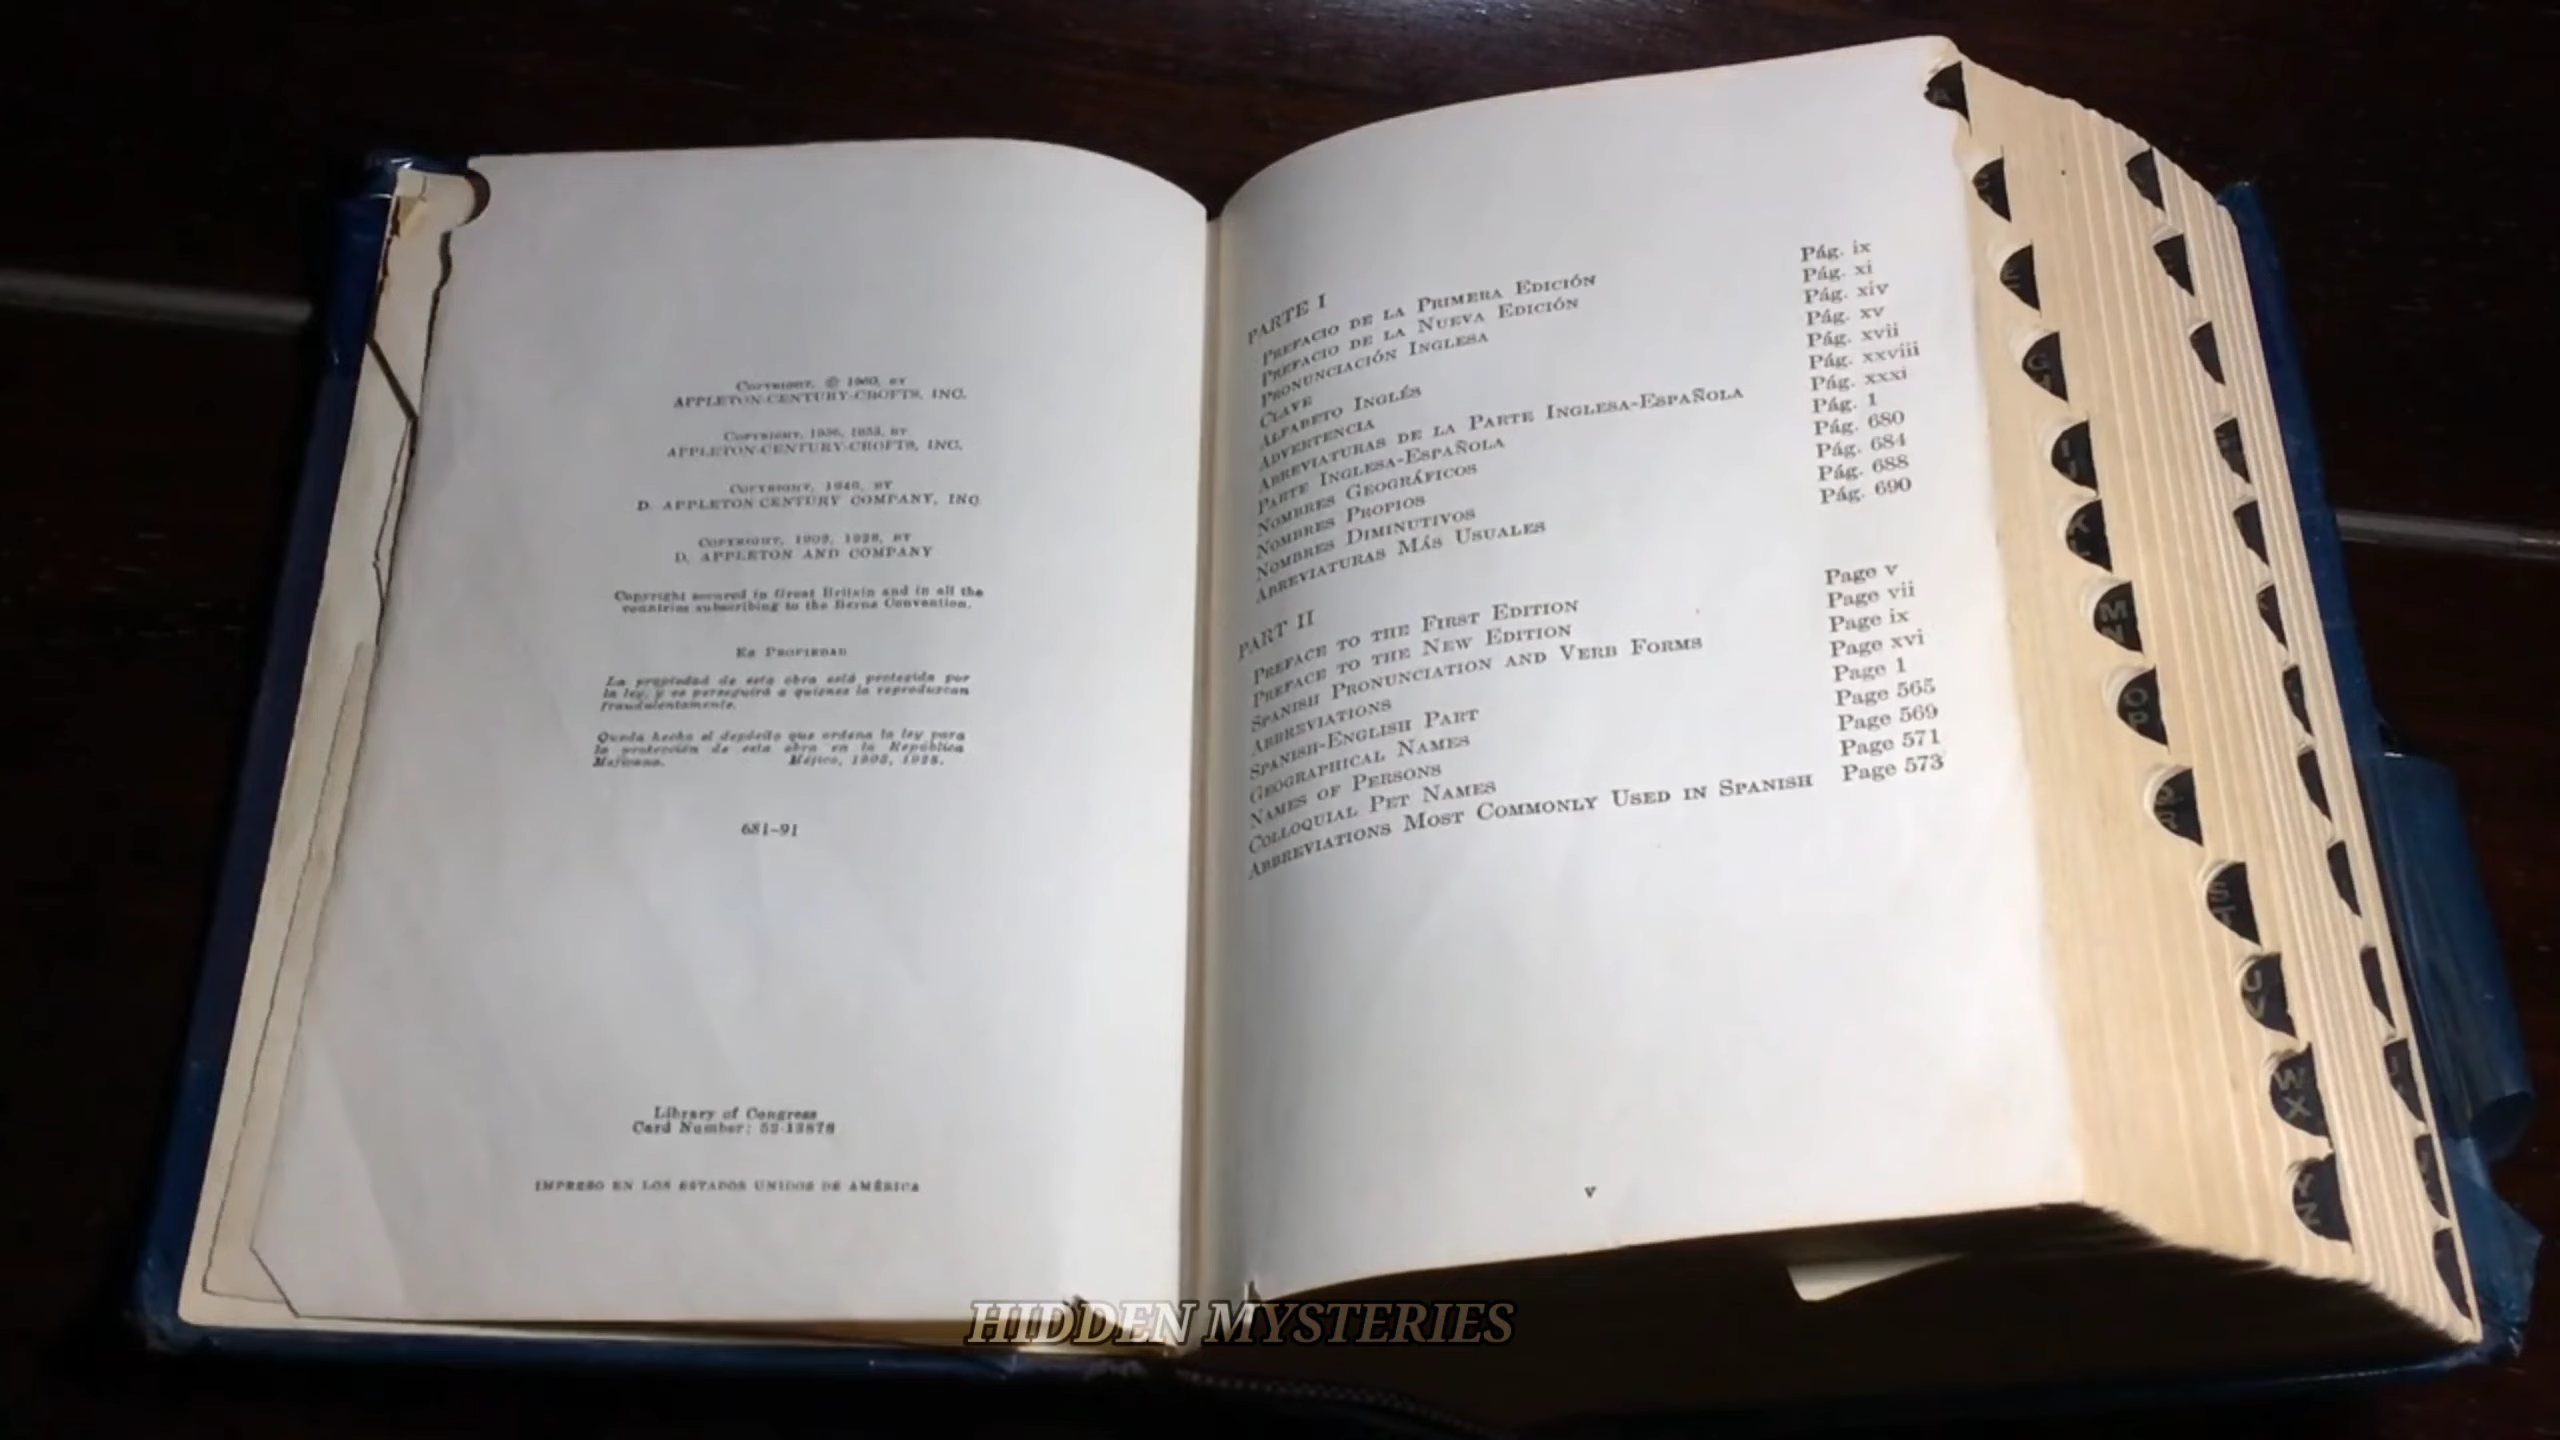 COPYRIGHT, © 1960, BY
APPLETON-CENTURY-CROFTS, INC.
COPYRIGHT, 1956, 1953, BY
APPLETON-CENTURY-CROFTS, INC.
COPYRIGHT, 1940, BY
D. APPLETON CENTURY COMPANY, INC.
COPYRIGHT, 1903, 1928, BY
D. APPLETON AND COMPANY
Copyright secured in Great Britain and in all the
countries subscribing to the Berne Convention.
ES PROPIEDAD
La propiedad de esta obra está protegida por
la ley, y se perseguirá a quienes la reproduzcan
fraudulentamente.
Queda hecho el depósito que ordena la ley para
la protección de esta obra en la República
Mejicana. Méjico, 1903, 1928.
681-91
Library of Congress
Card Number: 52-13876
IMPRESO EN LOS ESTADOS UNIDOS DE AMÉRICA
PARTE I
PREFACIO DE LA PRIMERA EDICIÓN Pág. ix
PREFACIO DE LA NUEVA EDICIÓN Pág. xi
PRONUNCIACIÓN INGLESA Pág. xiv
CLAVE Pág. xv
ALFABETO INGLÉS Pág. xvii
ADVERTENCIA Pág. xxviii
ABREVIATURAS DE LA PARTE INGLESA-ESPAÑOLA Pág. xxxi
PARTE INGLESA-ESPAÑOLA Pág. 1
NOMBRES GEOGRÁFICOS Pág. 680
NOMBRES PROPIOS Pág. 684
NOMBRES DIMINUTIVOS Pág. 688
ABREVIATURAS MÁS USUALES Pág. 690
PART II
PREFACE TO THE FIRST EDITION Page v
PREFACE TO THE NEW EDITION Page vii
SPANISH PRONUNCIATION AND VERB FORMS Page ix
ABBREVIATIONS Page xvi
SPANISH-ENGLISH PART Page 1
GEOGRAPHICAL NAMES Page 565
NAMES OF PERSONS Page 569
COLLOQUIAL PET NAMES Page 571
ABBREVIATIONS MOST COMMONLY USED IN SPANISH Page 573
v
A
C
E
G
I J
K L
M N
O P
Q R
S T
U V
W X
Y Z
HIDDEN MYSTERIES